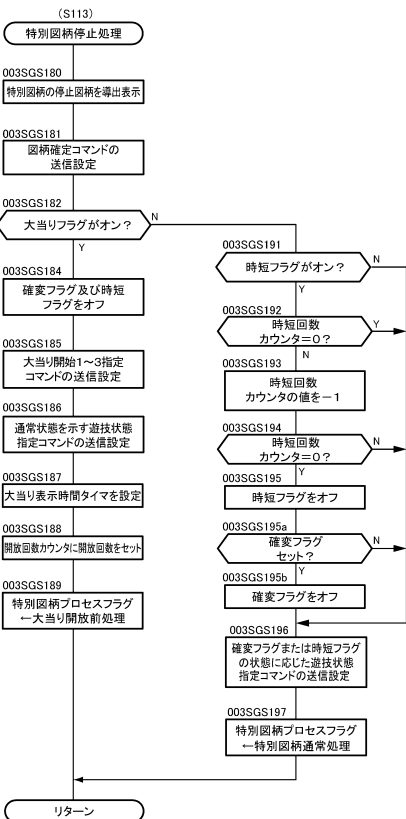 （S113）
特別図柄停止処理
003SGS180
特別図柄の停止図柄を導出表示
003SGS181
図柄確定コマンドの
送信設定
003SGS182
大当りフラグがオン？
N
Y
003SGS184
確変フラグ及び時短
フラグをオフ
003SGS185
大当り開始１～３指定
コマンドの送信設定
003SGS186
通常状態を示す遊技状態
指定コマンドの送信設定
003SGS187
大当り表示時間タイマを設定
003SGS188
開放回数カウンタに開放回数をセット
003SGS189
特別図柄プロセスフラグ
←大当り開放前処理
003SGS191
時短フラグがオン？
N
Y
003SGS192
時短回数
カウンタ＝０？
Y
N
003SGS193
時短回数
カウンタの値を－１
003SGS194
時短回数
カウンタ＝０？
N
Y
003SGS195
時短フラグをオフ
003SGS195a
確変フラグ
セット？
N
Y
003SGS195b
確変フラグをオフ
003SGS196
確変フラグまたは時短フラグ
の状態に応じた遊技状態
指定コマンドの送信設定
003SGS197
特別図柄プロセスフラグ
←特別図柄通常処理
リターン